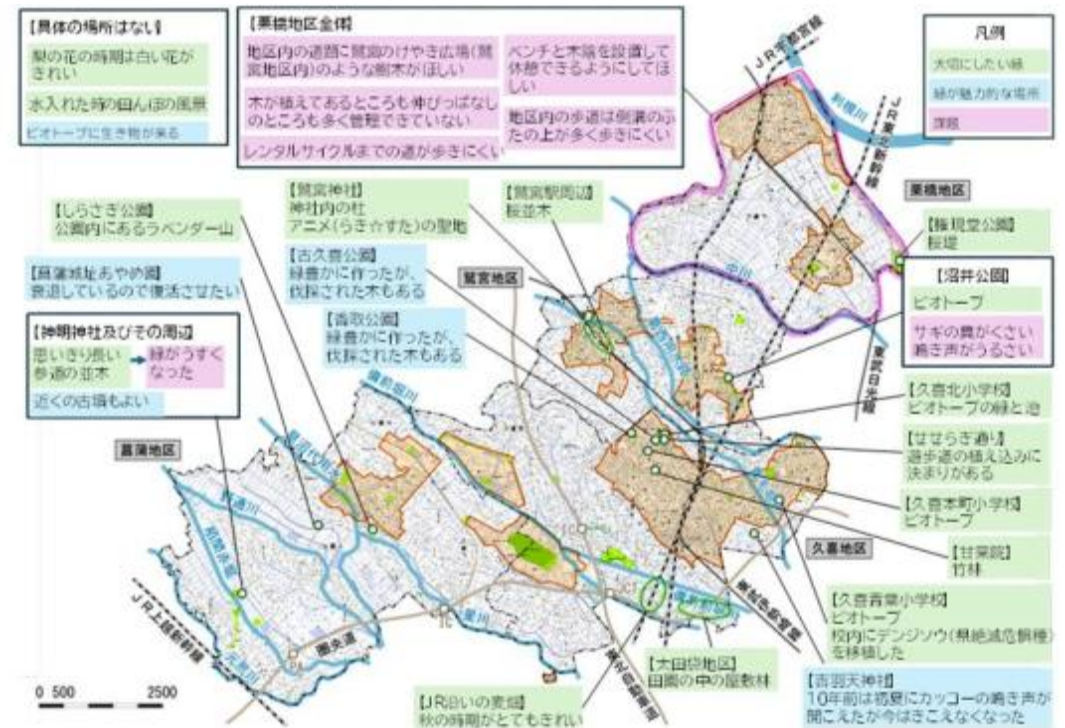 【具体の場所はない】
梨の花の時期は白い花が
きれい
水入れた時の田んぼの風景
ビオトープに生き物が来る
【栗橋地区全体】
地区内の道路に鷲宮のけやき広場(鷲
宮地区内)のような樹木がほしい
木が植えてあるところも伸びっぱなし
のところも多く管理できていない
レンタルサイクルまでの道が歩きにくい
ベンチと木陰を設置して
休憩できるようにしてほ
しい
地区内の歩道は側溝のふ
たの上が多く歩きにくい
凡例
大切にしたい緑
緑が魅力的な場所
課題
JR宇都宮線
利根川
JR東北新幹線
栗橋地区
【しらさぎ公園】
公園内にあるラベンダー山
【鷲宮神社】
神社内の杜
アニメ(らき☆すた)の聖地
【鷲宮駅周辺】
桜並木
【権現堂公園】
桜堤
【菖蒲城址あやめ園】
衰退しているので復活させたい
【古久喜公園】
緑豊かに作ったが、
伐採された木もある
鷲宮地区
中川
【沼井公園】
ビオトープ
サギの糞がくさい
鳴き声がうるさい
【香取公園】
緑豊かに作ったが、
伐採された木もある
【神明神社及びその周辺】
思いきり長い
参道の並木
緑がうすく
なった
近くの古墳もよい
東武日光線
備前堀川
【久喜北小学校】
ビオトープの緑と池
【せせらぎ通り】
遊歩道の植え込みに
決まりがある
菖蒲地区
【久喜本町小学校】
ビオトープ
久喜地区
【甘棠院】
竹林
【久喜青葉小学校】
ビオトープ
校内にデンジソウ(県絶滅危惧種)
を移植した
星川
JR上越新幹線
圏央道
元荒川
【太田袋地区】
田園の中の屋敷林
【吉羽天神社】
10年前は初夏にカッコーの鳴き声が
聞こえたが今はきこえなくなった
【JR沿いの麦畑】
秋の時期がとてもきれい
0 500 2500